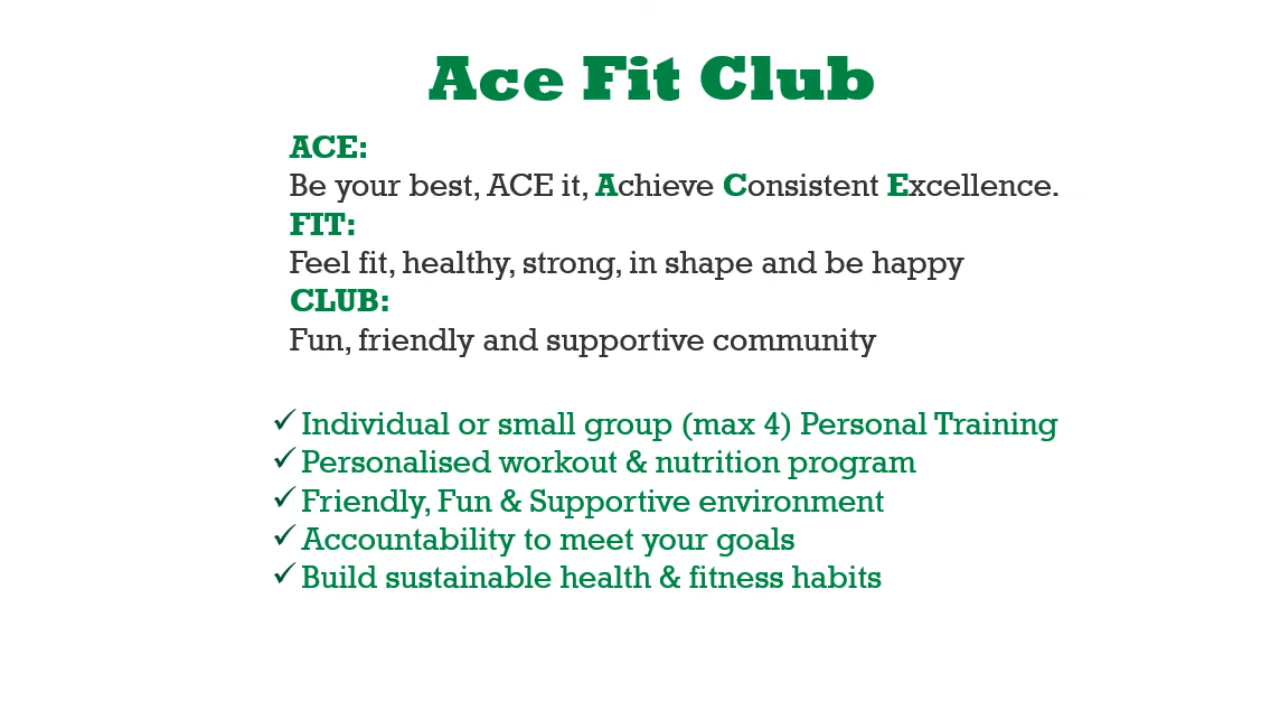 Ace Fit Club
ACE:
Be your best, ACE it, Achieve Consistent Excellence.
FIT:
Feel fit, healthy, strong, in shape and be happy
CLUB:
Fun, friendly and supportive community
✓ Individual or small group (max 4) Personal Training
✓ Personalised workout & nutrition program
✓ Friendly, Fun & Supportive environment
✓ Accountability to meet your goals
✓ Build sustainable health & fitness habits